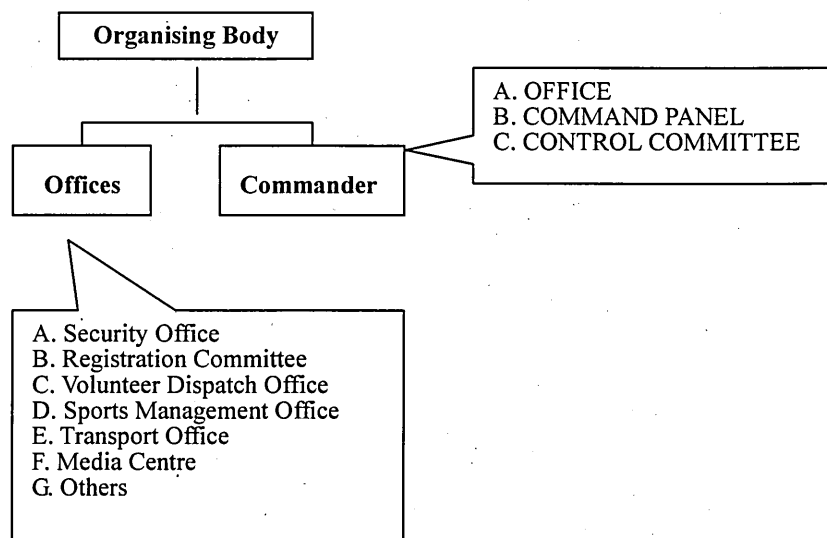 Organising Body
A. OFFICE
B. COMMAND PANEL
C. CONTROL COMMITTEE
Offices
Commander
A. Security Office
B. Registration Committee
C. Volunteer Dispatch Office
D. Sports Management Office
E. Transport Office
F. Media Centre
G. Others